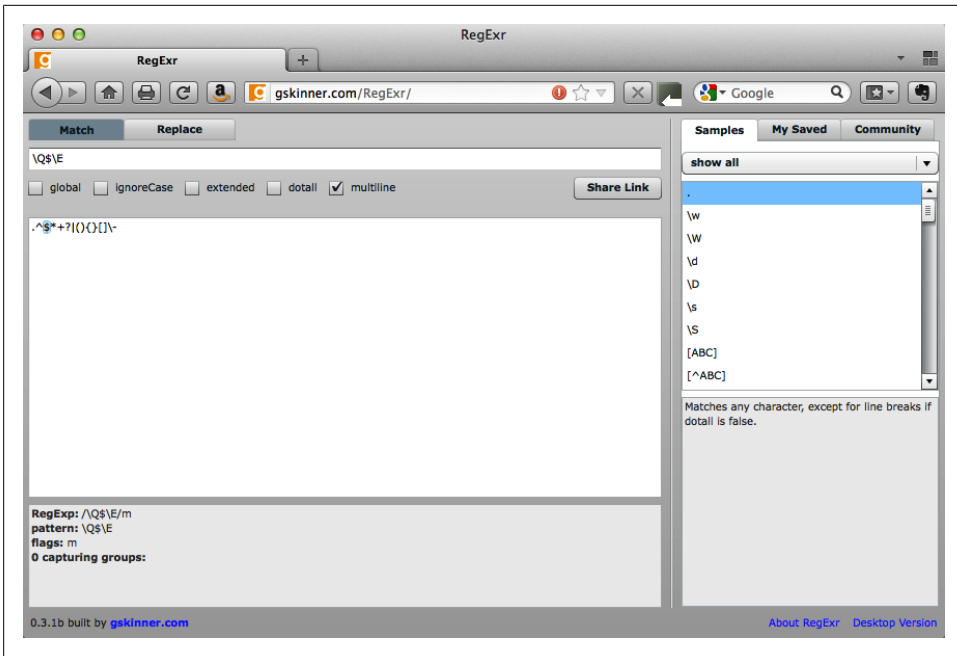 RegExr
RegExr
gskinner.com/RegExr/
Google
Match Replace
\Q$\E
global ignoreCase extended dotall multiline Share Link
.^$*+?|(){}[]\-
RegExp: /\Q$\E/m
pattern: \Q$\E
flags: m
0 capturing groups:
Samples My Saved Community
show all
.
\w
\W
\d
\D
\s
\S
[ABC]
[^ABC]
Matches any character, except for line breaks if
dotall is false.
0.3.1b built by gskinner.com
About RegExr Desktop Version